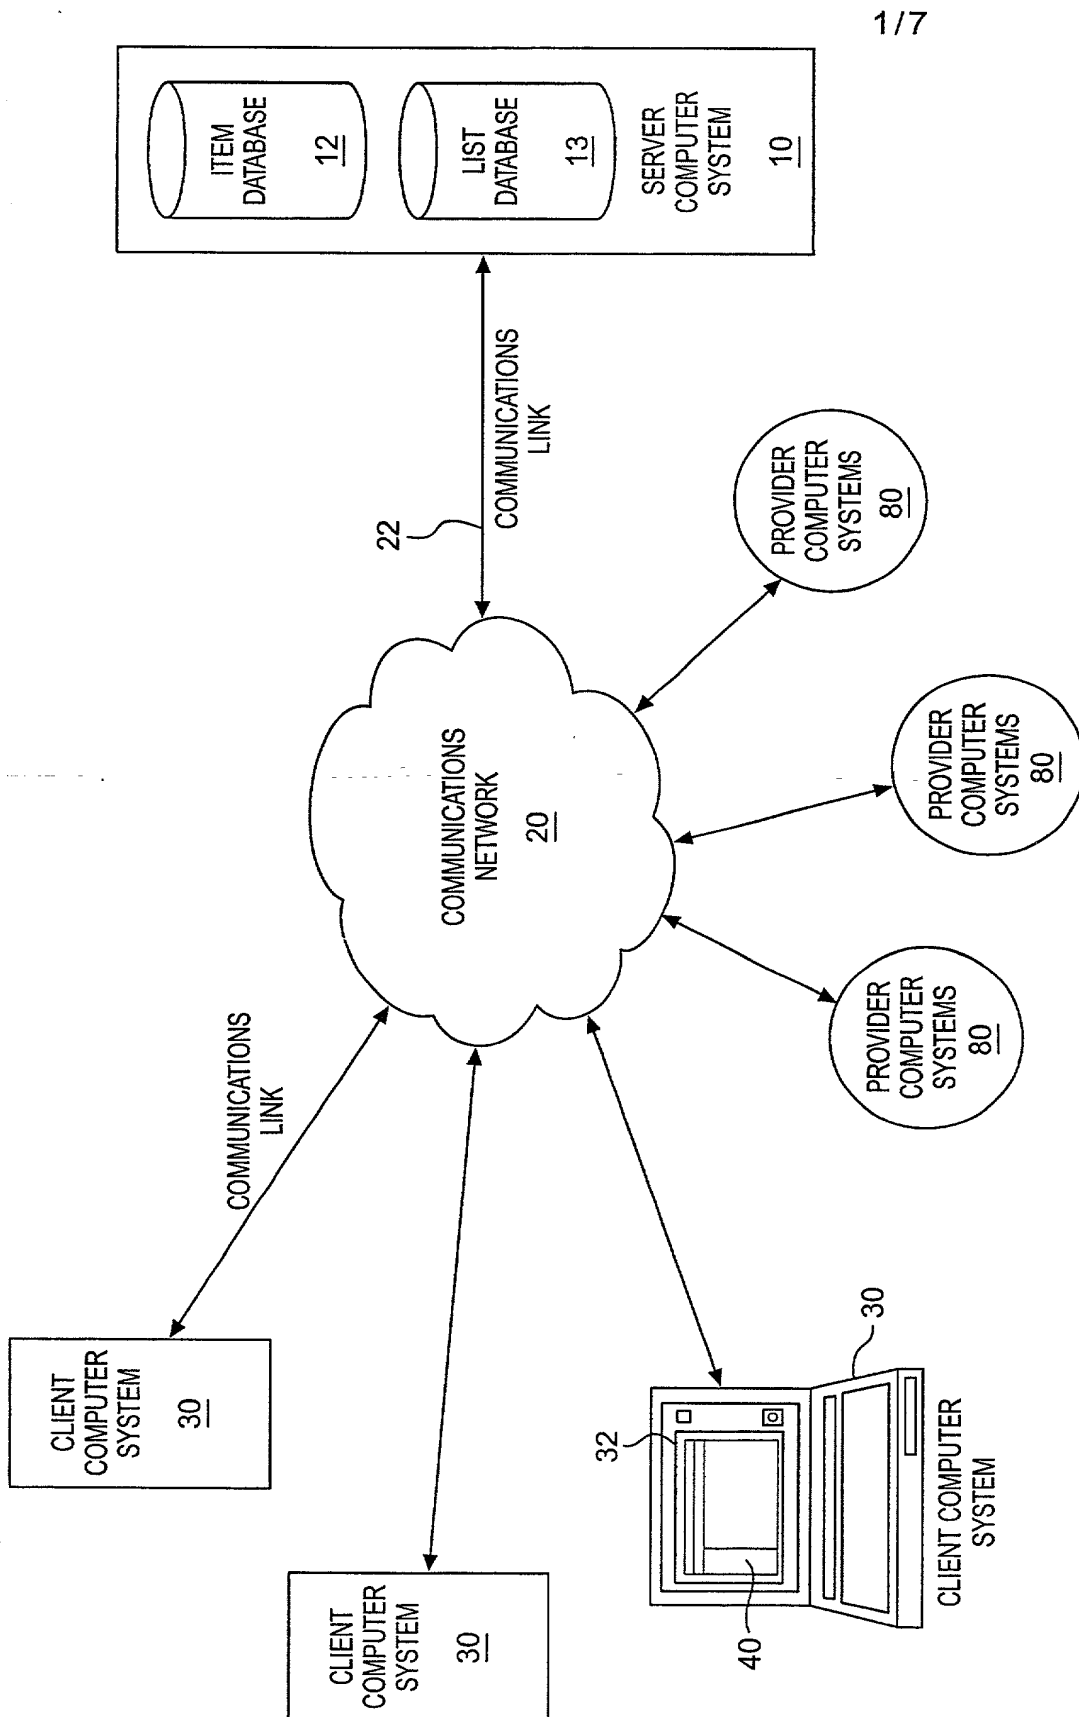 1/7
ITEM
DATABASE
12
LIST
DATABASE
13
SERVER
COMPUTER
SYSTEM
10
22
COMMUNICATIONS
LINK
COMMUNICATIONS
NETWORK
20
PROVIDER
COMPUTER
SYSTEMS
80
PROVIDER
COMPUTER
SYSTEMS
80
PROVIDER
COMPUTER
SYSTEMS
80
COMMUNICATIONS
LINK
CLIENT
COMPUTER
SYSTEM
30
CLIENT
COMPUTER
SYSTEM
30
32
40
30
CLIENT COMPUTER
SYSTEM